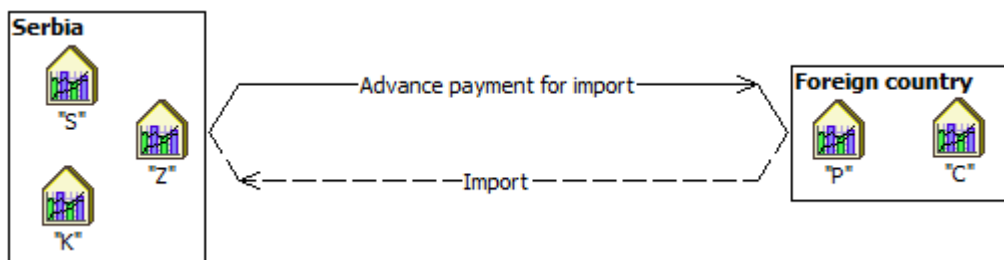 Serbia
"S"
"Z"
"K"
Advance payment for import
Import
Foreign country
"P"
"C"